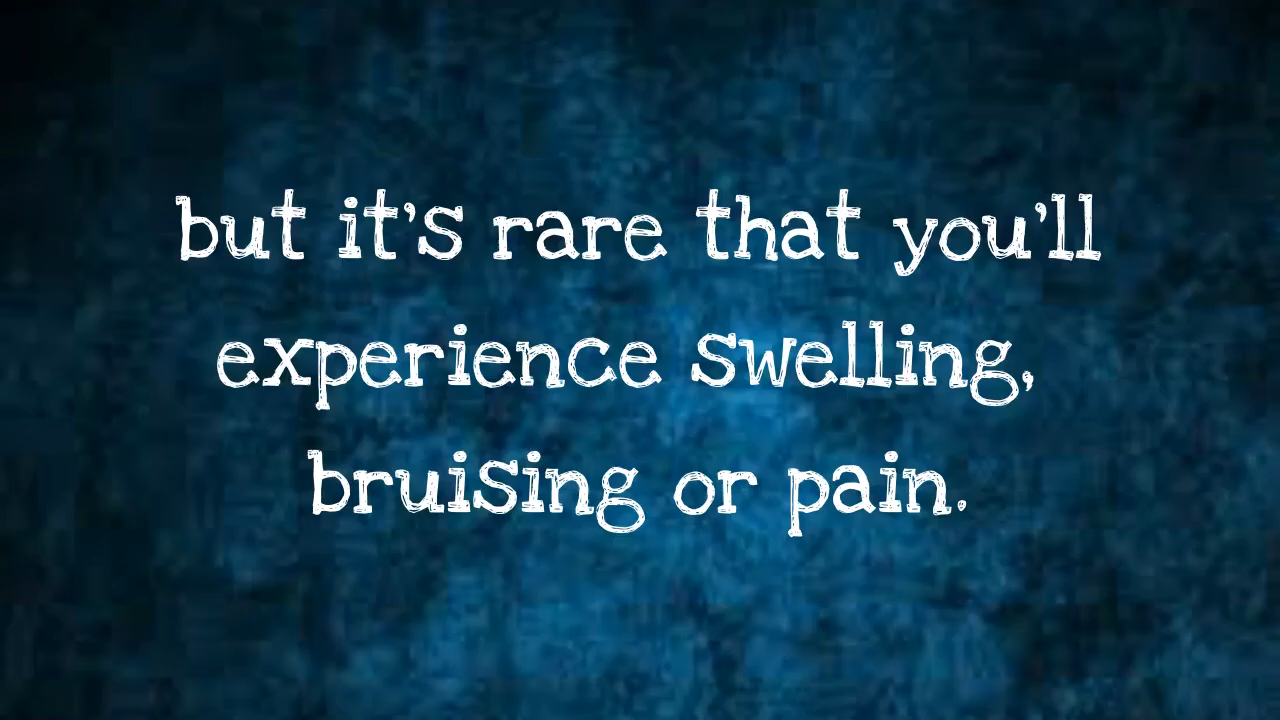 but it's rare that you'll
experience swelling,
bruising or pain.